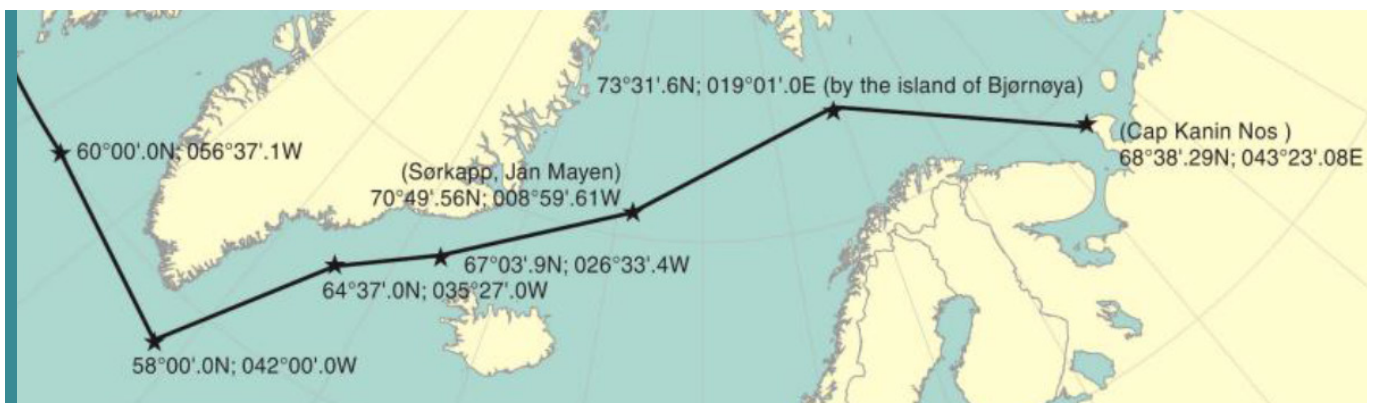 73°31'.6N; 019°01'.0E (by the island of Bjørnøya)
(Cap Kanin Nos )
68°38'.29N; 043°23'.08E
60°00'.0N; 056°37'.1W
(Sørkapp, Jan Mayen)
70°49'.56N; 008°59'.61W
67°03'.9N; 026°33'.4W
64°37'.0N; 035°27'.0W
58°00'.0N; 042°00'.0W